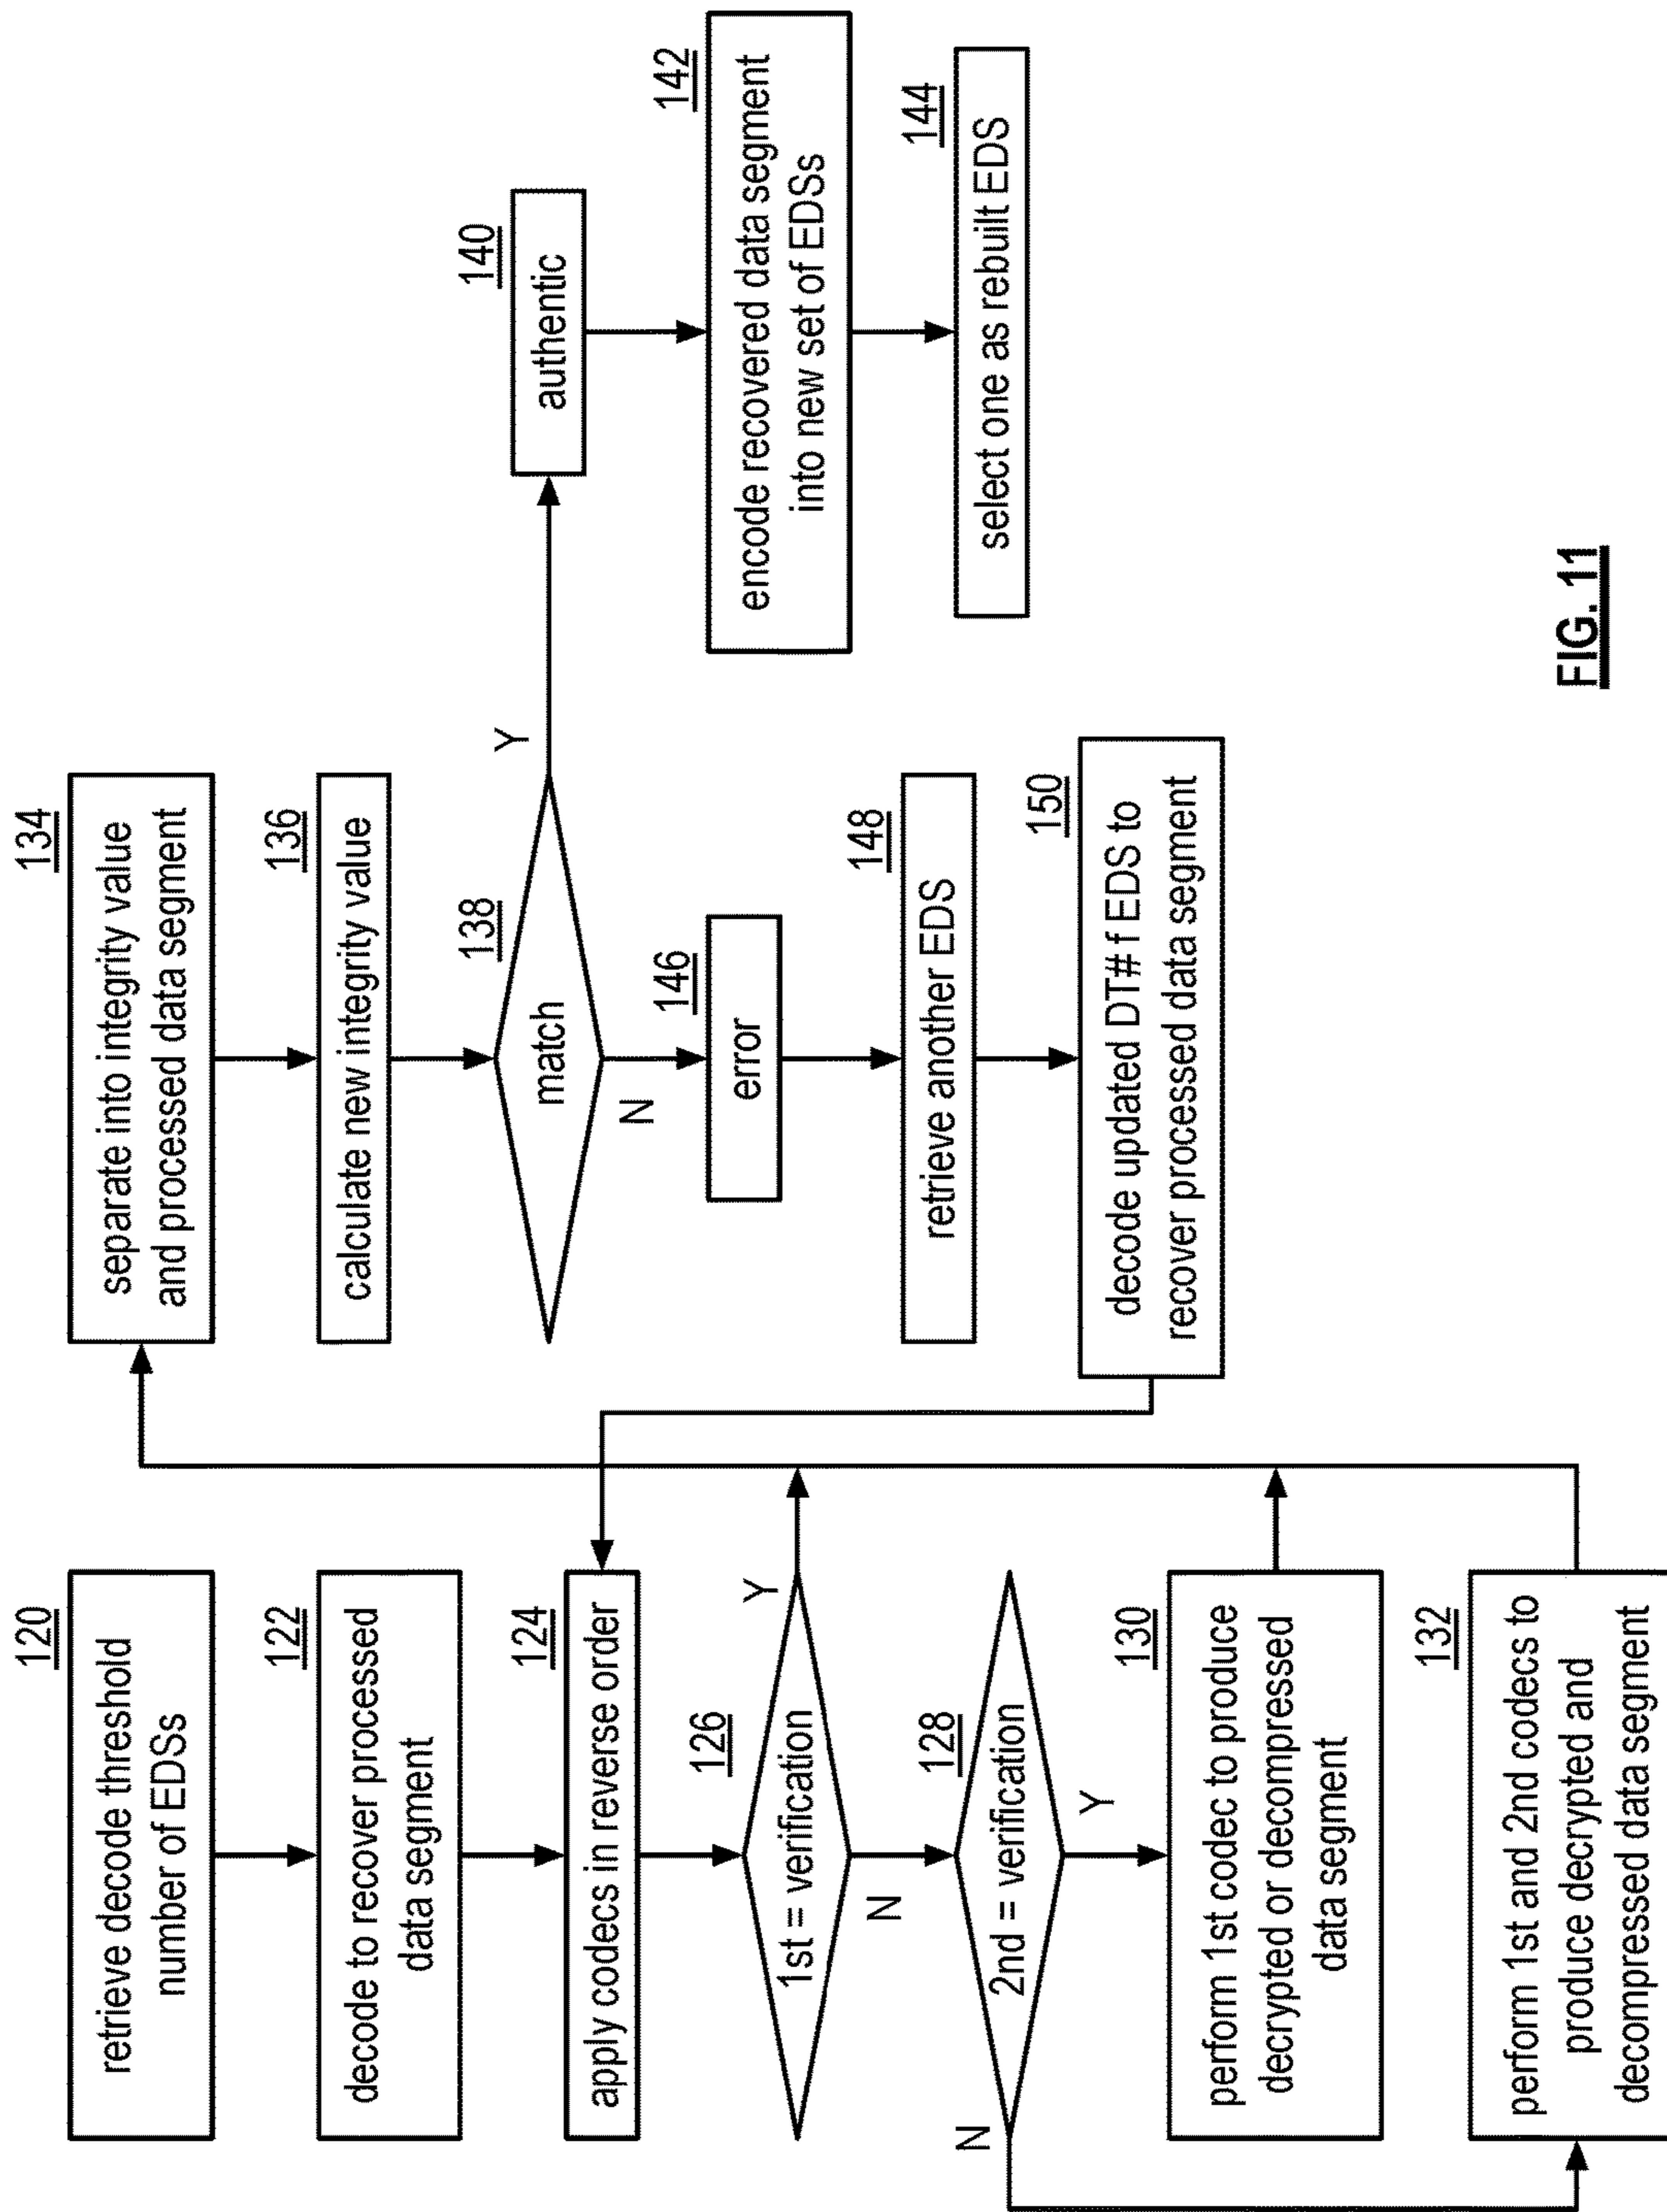 120
retrieve decode threshold
number of EDSs
122
decode to recover processed
data segment
124
apply codecs in reverse order
126
1st = verification
Y
N
128
2nd = verification
N
Y
130
perform 1st codec to produce
decrypted or decompressed
data segment
132
perform 1st and 2nd codecs to
produce decrypted and
decompressed data segment
134
separate into integrity value
and processed data segment
136
calculate new integrity value
138
match
Y
N
146
error
148
retrieve another EDS
150
decode updated DT# f EDS to
recover processed data segment
140
authentic
142
encode recovered data segment
into new set of EDSs
144
select one as rebuilt EDS
FIG. 11